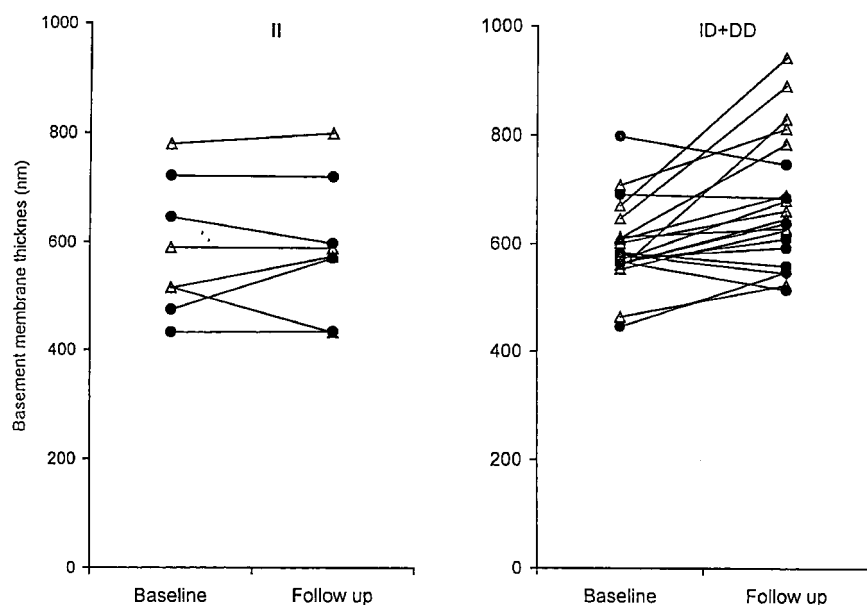 II
ID+DD
1000
800
600
400
200
0
Basement membrane thicknes (nm)
Baseline
Follow up
1000
800
600
400
200
0
Baseline
Follow up